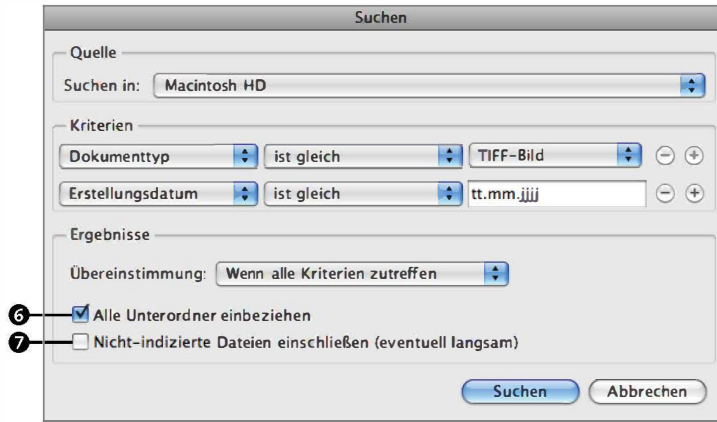 Suchen
Quelle
Suchen in: Macintosh HD
Kriterien
Dokumenttyp ist gleich TIFF-Bild
Erstellungsdatum ist gleich tt.mm.jjjj
Ergebnisse
Übereinstimmung: Wenn alle Kriterien zutreffen
6 Alle Unterordner einbeziehen
7 Nicht-indizierte Dateien einschließen (eventuell langsam)
Suchen Abbrechen